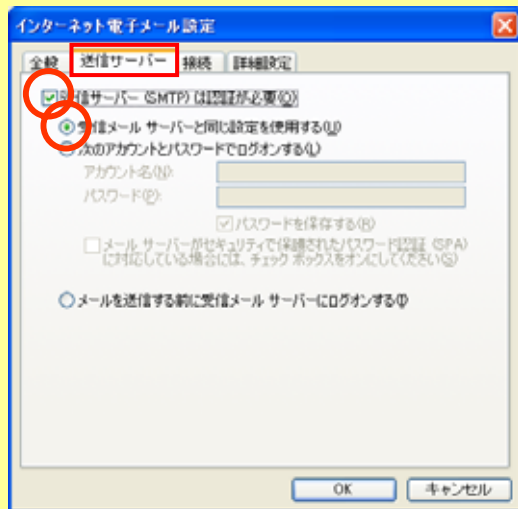 インターネット電子メール設定
全般 送信サーバー 接続 詳細設定
送信サーバー (SMTP) は認証が必要(O)
受信メール サーバーと同じ設定を使用する(U)
次のアカウントとパスワードでログオンする(L)
アカウント名(N):
パスワード(P):
パスワードを保存する(R)
メール サーバーがセキュリティで保護されたパスワード認証 (SPA)
に対応している場合には、チェック ボックスをオンにしてください(S)
メールを送信する前に受信メール サーバーにログオンする(I)
OK キャンセル